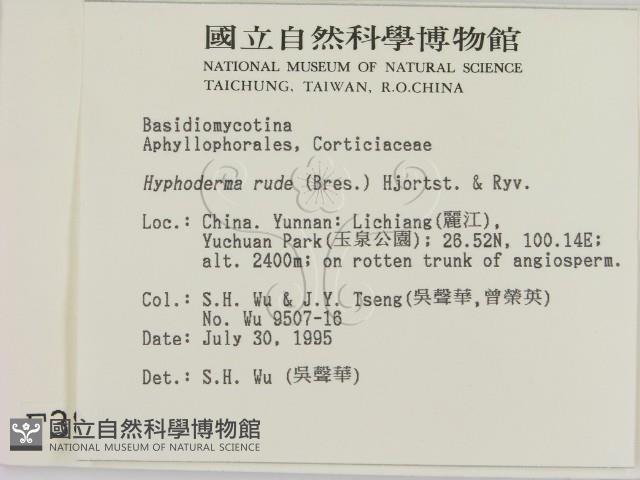 國立自然科學博物館
NATIONAL MUSEUM OF NATURAL SCIENCE
TAICHUNG, TAIWAN, R.O.CHINA
Basidiomycotina
Aphyllophorales, Corticiaceae
Hyphoderma rude (Bres.) Hjortst. & Ryv.
Loc.: China. Yunnan: Lichiang(麗江),
Yuchuan Park(玉泉公園); 26.52N, 100.14E;
alt. 2400m; on rotten trunk of angiosperm.
Col.: S.H. Wu & J.Y. Tseng(吳聲華,曾榮英)
No. Wu 9507-16
Date: July 30, 1995
Det.: S.H. Wu (吳聲華)
國立自然科學博物館
NATIONAL MUSEUM OF NATURAL SCIENCE